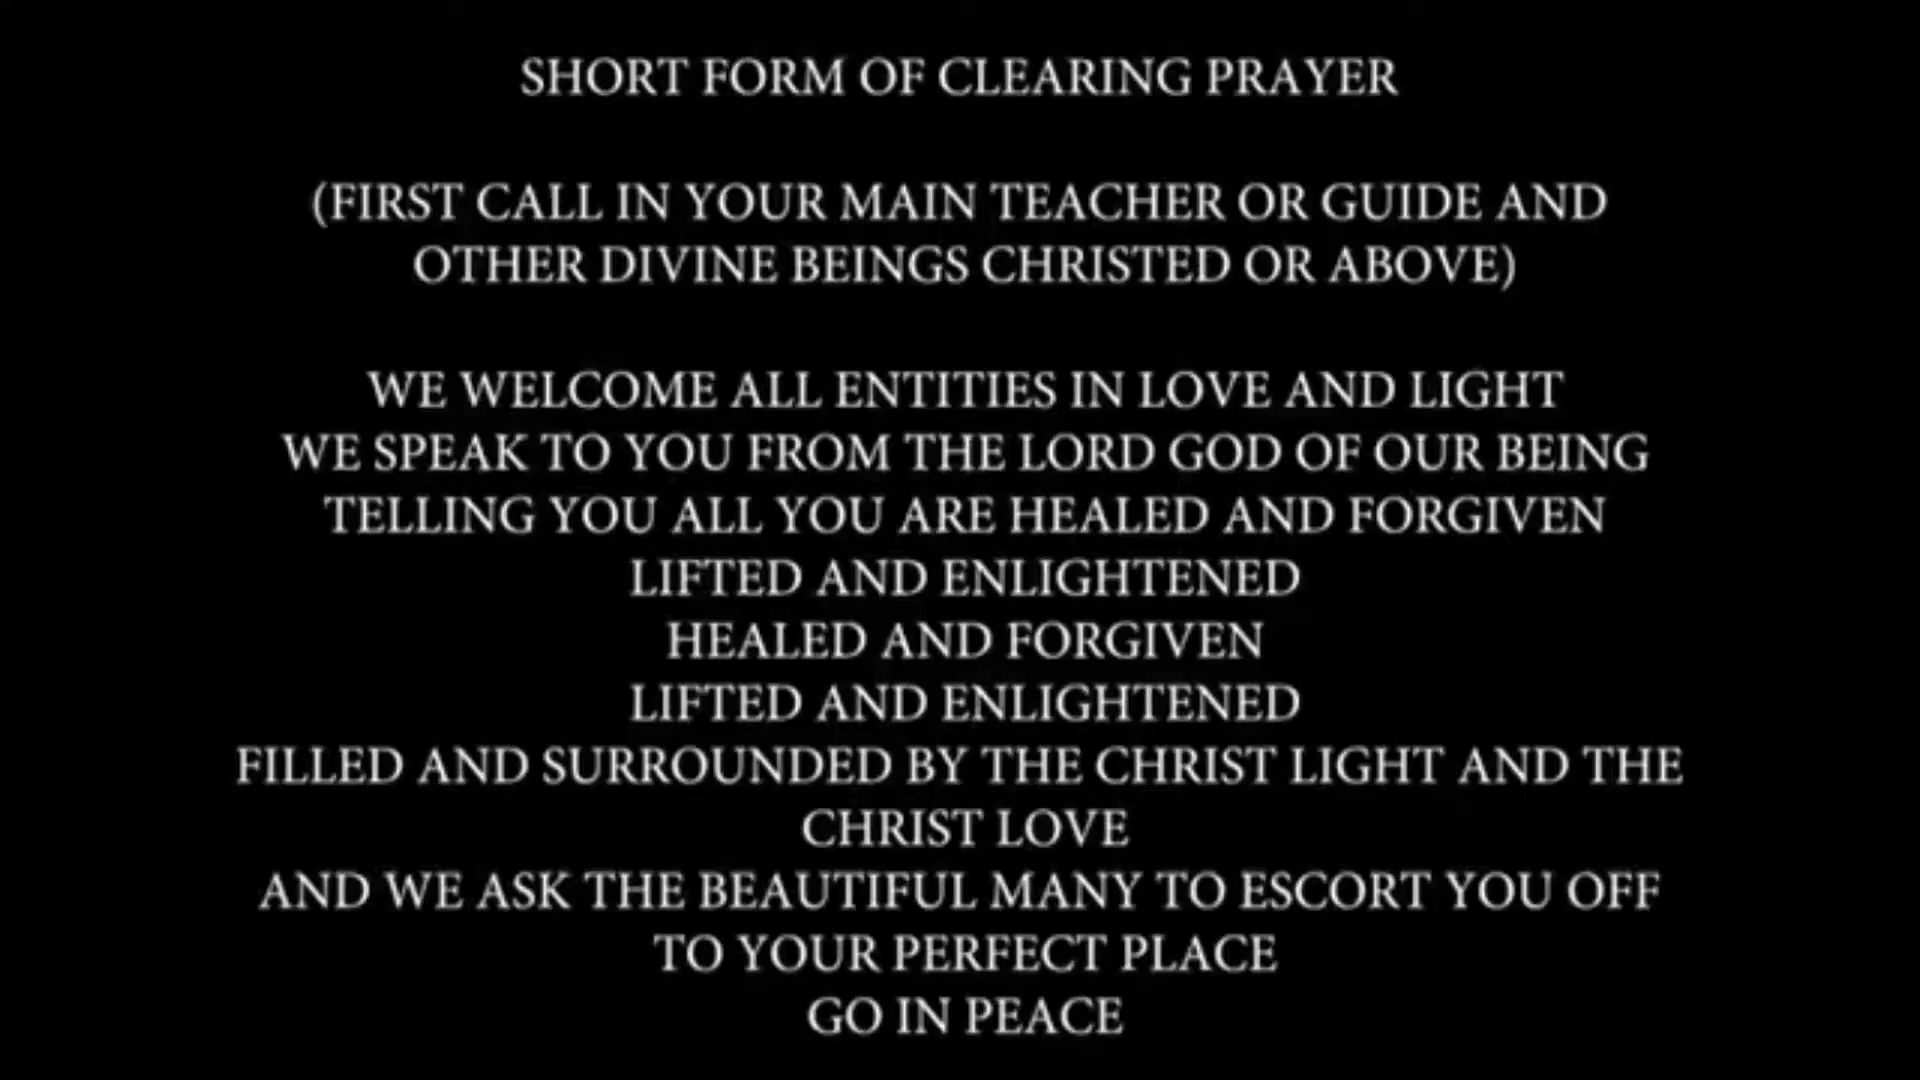 SHORT FORM OF CLEARING PRAYER
(FIRST CALL IN YOUR MAIN TEACHER OR GUIDE AND
OTHER DIVINE BEINGS CHRISTED OR ABOVE)
WE WELCOME ALL ENTITIES IN LOVE AND LIGHT
WE SPEAK TO YOU FROM THE LORD GOD OF OUR BEING
TELLING YOU ALL YOU ARE HEALED AND FORGIVEN
LIFTED AND ENLIGHTENED
HEALED AND FORGIVEN
LIFTED AND ENLIGHTENED
FILLED AND SURROUNDED BY THE CHRIST LIGHT AND THE
CHRIST LOVE
AND WE ASK THE BEAUTIFUL MANY TO ESCORT YOU OFF
TO YOUR PERFECT PLACE
GO IN PEACE